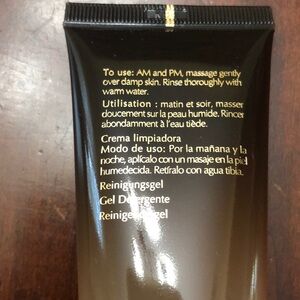 To use: AM and PM, massage gently
over damp skin. Rinse thoroughly with
warm water.
Utilisation : matin et soir, masser
doucement sur la peau humide. Rincer
abondamment à l'eau tiède.
Crema limpiadora
Modo de uso: Por la mañana y la
noche, aplícalo con un masaje en la piel
humedecida. Retíralo con agua tibia.
Reinigungsgel
Gel Detergente
Reinigingsgel